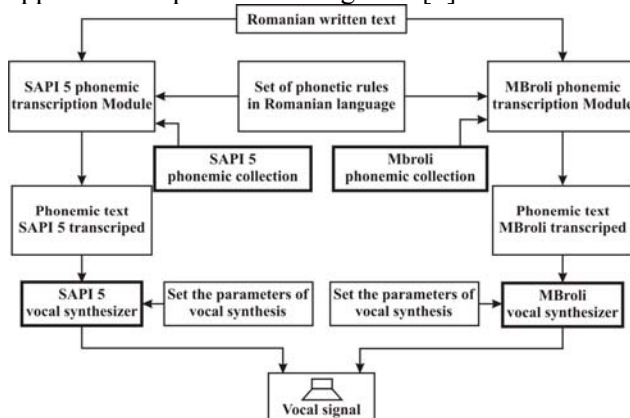 Romanian written text
SAPI 5 phonemic
transcription Module
Set of phonetic rules
in Romanian language
MBroli phonemic
transcription Module
SAPI 5
phonemic collection
Mbroli
phonemic collection
Phonemic text
SAPI 5 transcriped
Phonemic text
MBroli transcriped
SAPI 5
vocal synthesizer
Set the parameters of
vocal synthesis
Set the parameters of
vocal synthesis
MBroli
vocal synthesizer
Vocal signal